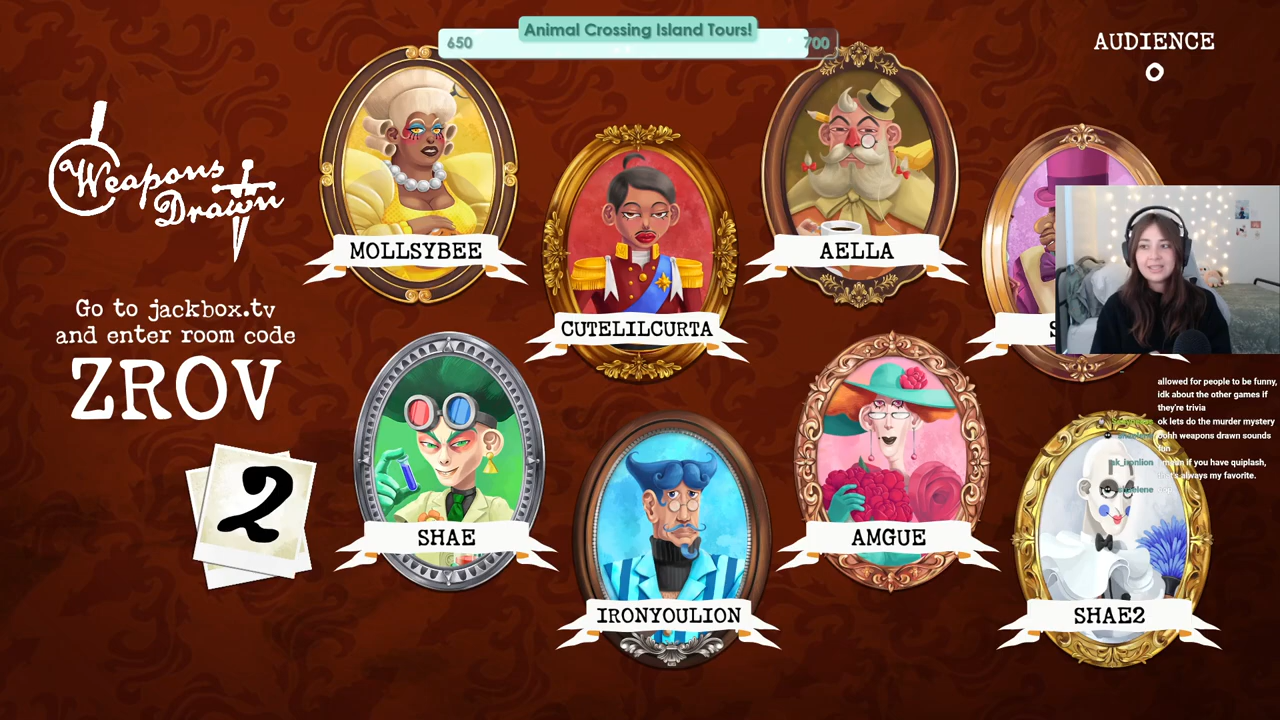 650
Animal Crossing Island Tours!
700
AUDIENCE
Weapons
Drawn
MOLLSYBEE
AELLA
CUTELILCURTA
S
Go to jackbox.tv
and enter room code
ZROV
2
SHAE
AMGUE
IRONYOULION
SHAE2
allowed for people to be funny,
idk about the other games if
they're trivia
ok lets do the murder mystery
oohh weapons drawn sounds
fun
if you have quiplash,
that's always my favorite.